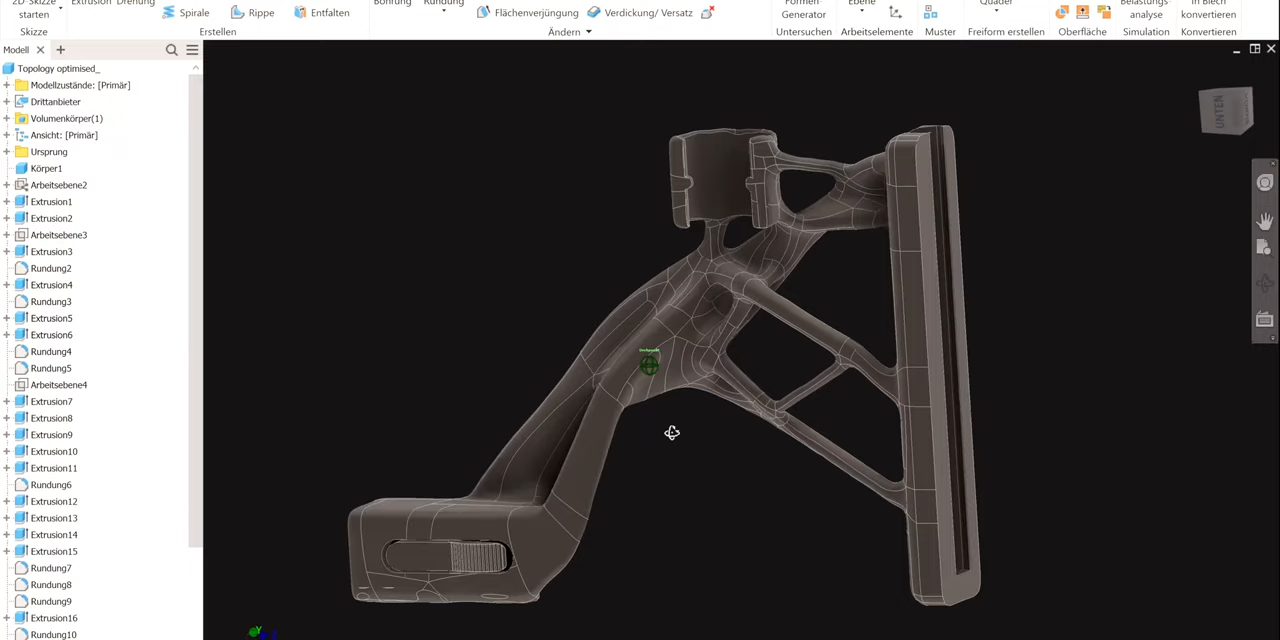 2D-Skizze
starten
Extrusion Drehung
Spirale
Rippe
Entfalten
Bohrung
Rundung
Flächenverjüngung
Verdickung/ Versatz
Formen-
Generator
Ebene
Quader
Belastungs-
analyse
In Blech
konvertieren
Skizze
Erstellen
Ändern
Untersuchen
Arbeitselemente
Muster
Freiform erstellen
Oberfläche
Simulation
Konvertieren
Modell
Topology optimised_
Modellzustände: [Primär]
Drittanbieter
Volumenkörper(1)
Ansicht: [Primär]
Ursprung
Körper1
Arbeitsebene2
Extrusion1
Extrusion2
Arbeitsebene3
Extrusion3
Rundung2
Extrusion4
Rundung3
Extrusion5
Extrusion6
Rundung4
Rundung5
Arbeitsebene4
Extrusion7
Extrusion8
Extrusion9
Extrusion10
Extrusion11
Rundung6
Extrusion12
Extrusion13
Extrusion14
Extrusion15
Rundung7
Rundung8
Rundung9
Extrusion16
Rundung10
UNTEN
Y